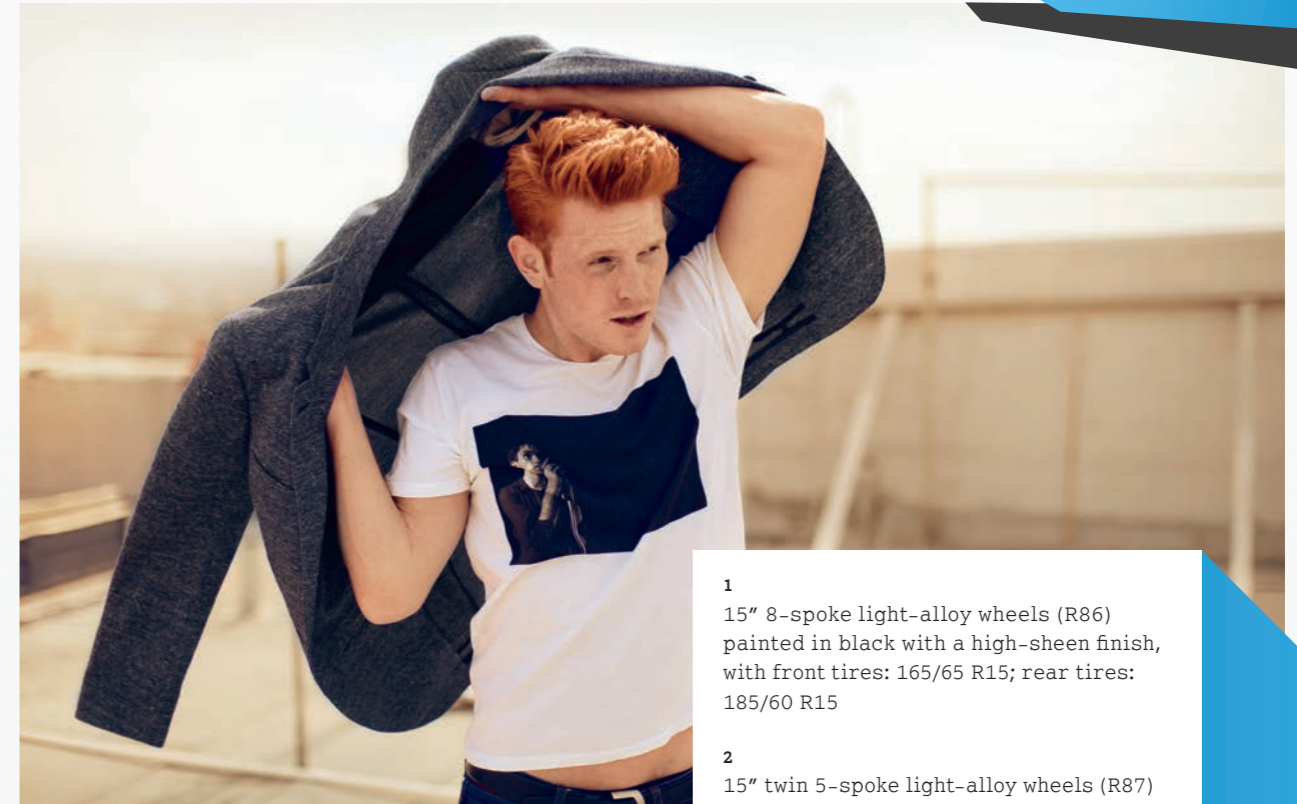 1
15″ 8-spoke light-alloy wheels (R86)
painted in black with a high-sheen finish,
with front tires: 165/65 R15; rear tires:
185/60 R15
2
15″ twin 5-spoke light-alloy wheels (R87)